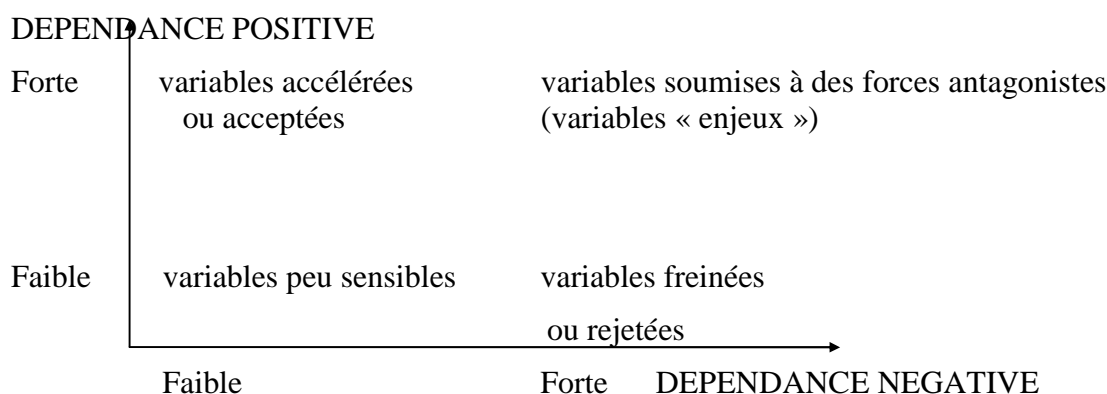 DEPENDANCE POSITIVE
Forte variables accélérées variables soumises à des forces antagonistes
ou acceptées (variables « enjeux »)
Faible variables peu sensibles variables freinées
ou rejetées
Faible Forte DEPENDANCE NEGATIVE